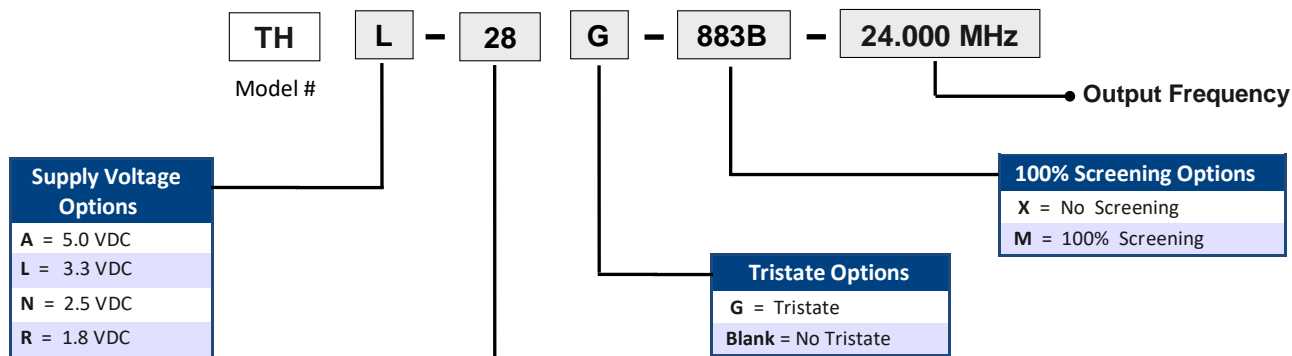 TH L – 28 G – 883B – 24.000 MHz
Model #
Output Frequency
Supply Voltage
Options
A = 5.0 VDC
L = 3.3 VDC
N = 2.5 VDC
R = 1.8 VDC
Tristate Options
G = Tristate
Blank = No Tristate
100% Screening Options
X = No Screening
M = 100% Screening